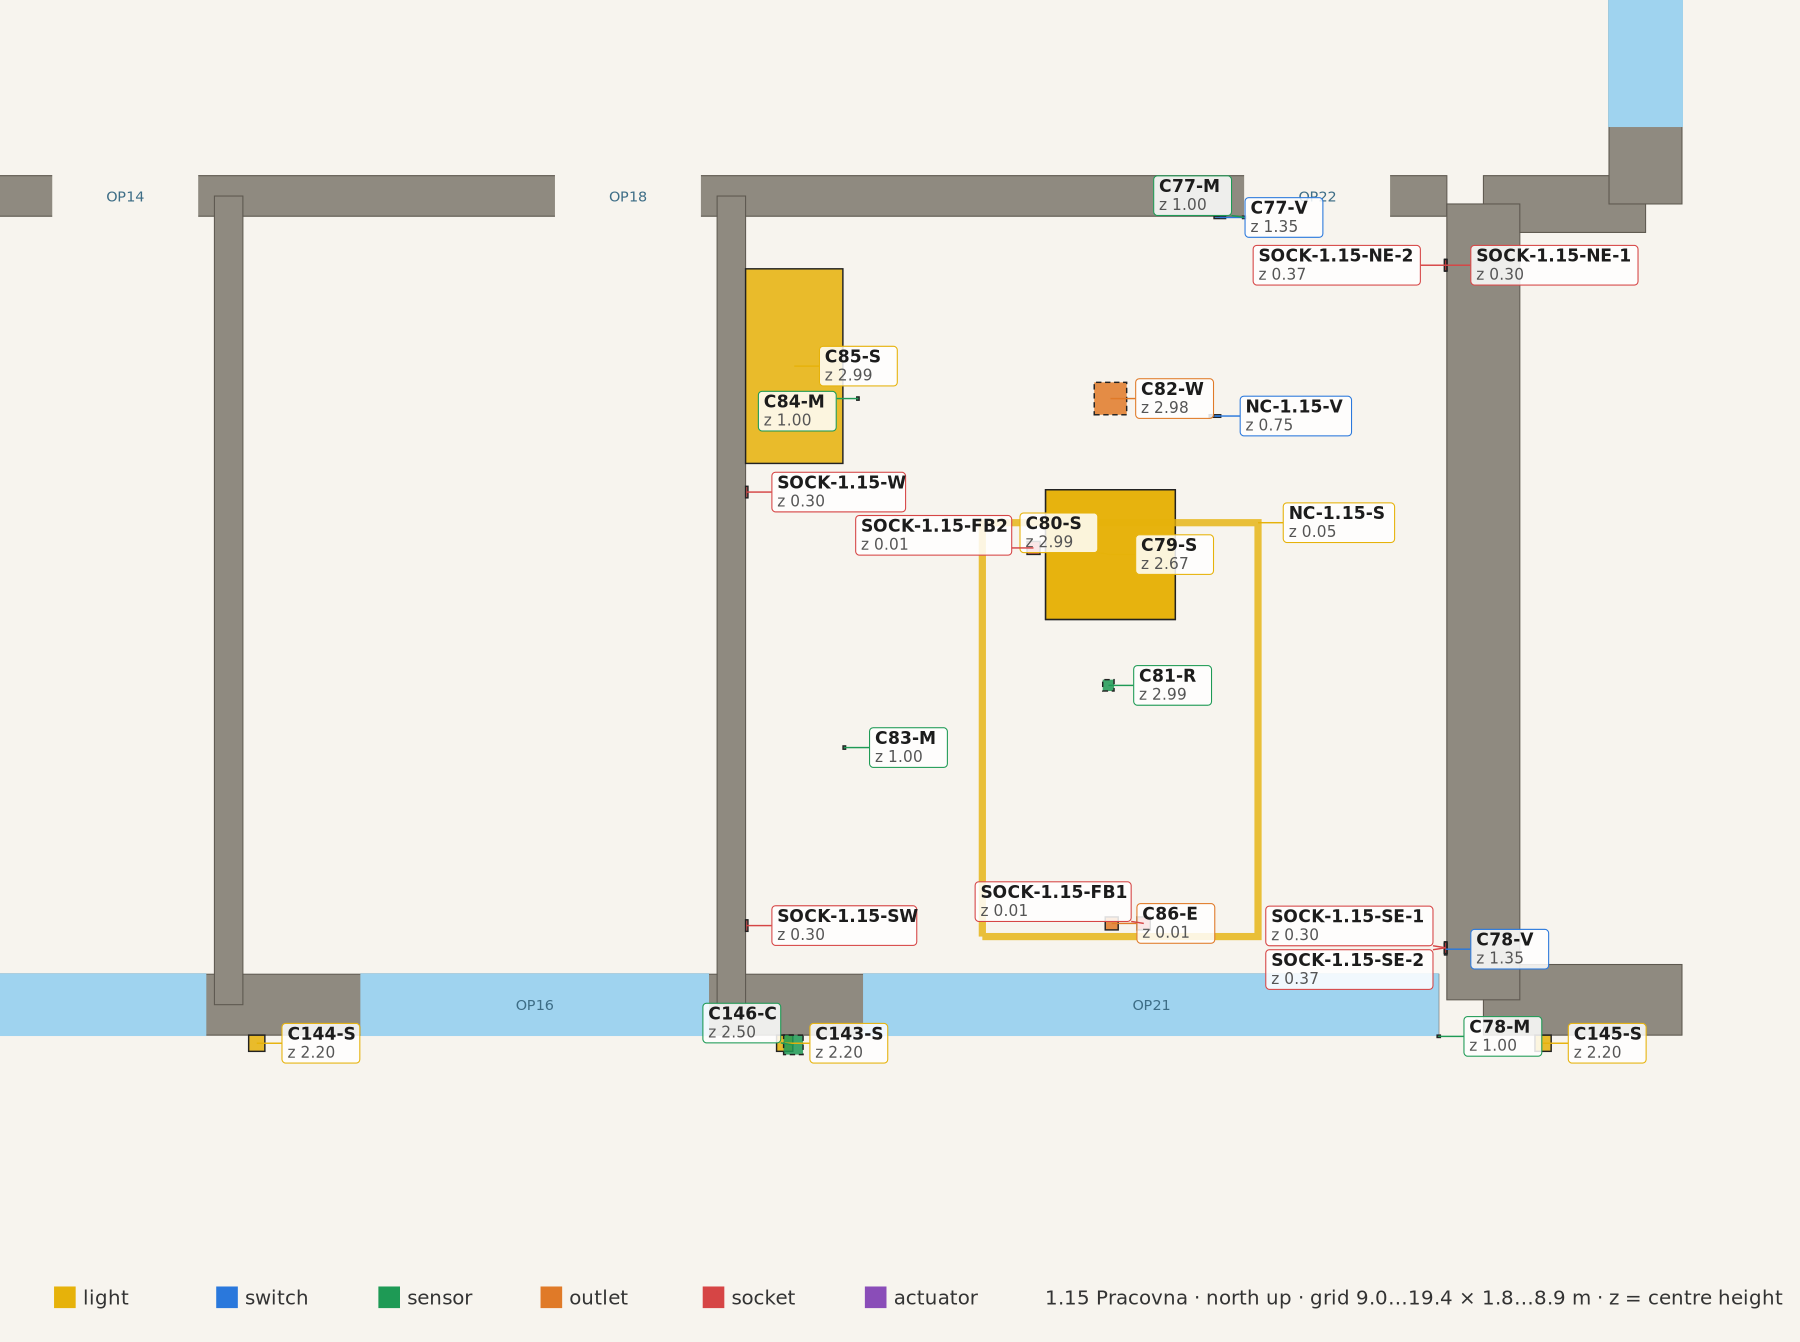 OP14
OP18
C77-M
z 1.00
OP22
C77-V
z 1.35
SOCK-1.15-NE-2
z 0.37
SOCK-1.15-NE-1
z 0.30
C85-S
z 2.99
C84-M
z 1.00
C82-W
z 2.98
NC-1.15-V
z 0.75
SOCK-1.15-W
z 0.30
SOCK-1.15-FB2
z 0.01
C80-S
z 2.99
C79-S
z 2.67
NC-1.15-S
z 0.05
C81-R
z 2.99
C83-M
z 1.00
SOCK-1.15-FB1
z 0.01
C86-E
z 0.01
SOCK-1.15-SW
z 0.30
SOCK-1.15-SE-1
z 0.30
C78-V
z 1.35
SOCK-1.15-SE-2
z 0.37
OP16
OP21
C146-C
z 2.50
C144-S
z 2.20
C143-S
z 2.20
C78-M
z 1.00
C145-S
z 2.20
light
switch
sensor
outlet
socket
actuator
1.15 Pracovna · north up · grid 9.0…19.4 × 1.8…8.9 m · z = centre height